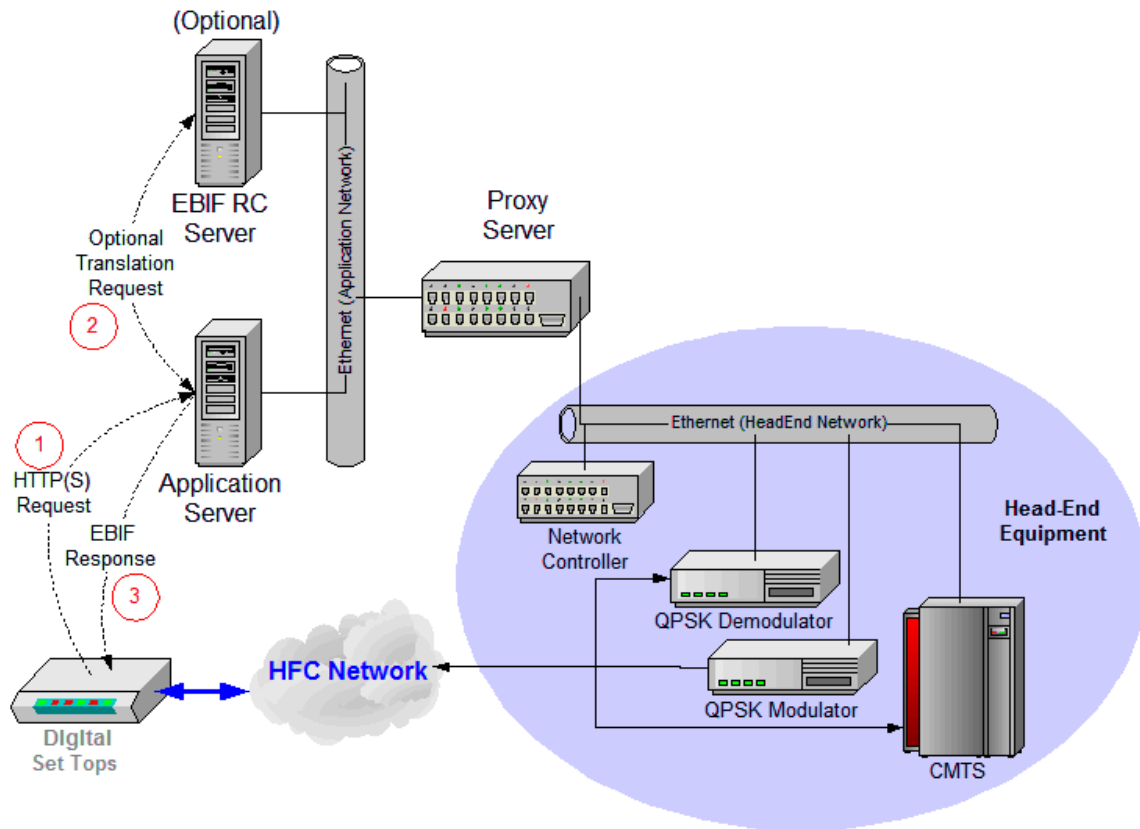 (Optional)
EBIF RC
Server
Optional
Translation
Request
2
Ethernet (Application Network)
Proxy
Server
Application
Server
1
HTTP(S)
Request
EBIF
Response
3
Digital
Set Tops
HFC Network
Ethernet (HeadEnd Network)
Network
Controller
Head-End
Equipment
QPSK Demodulator
QPSK Modulator
CMTS